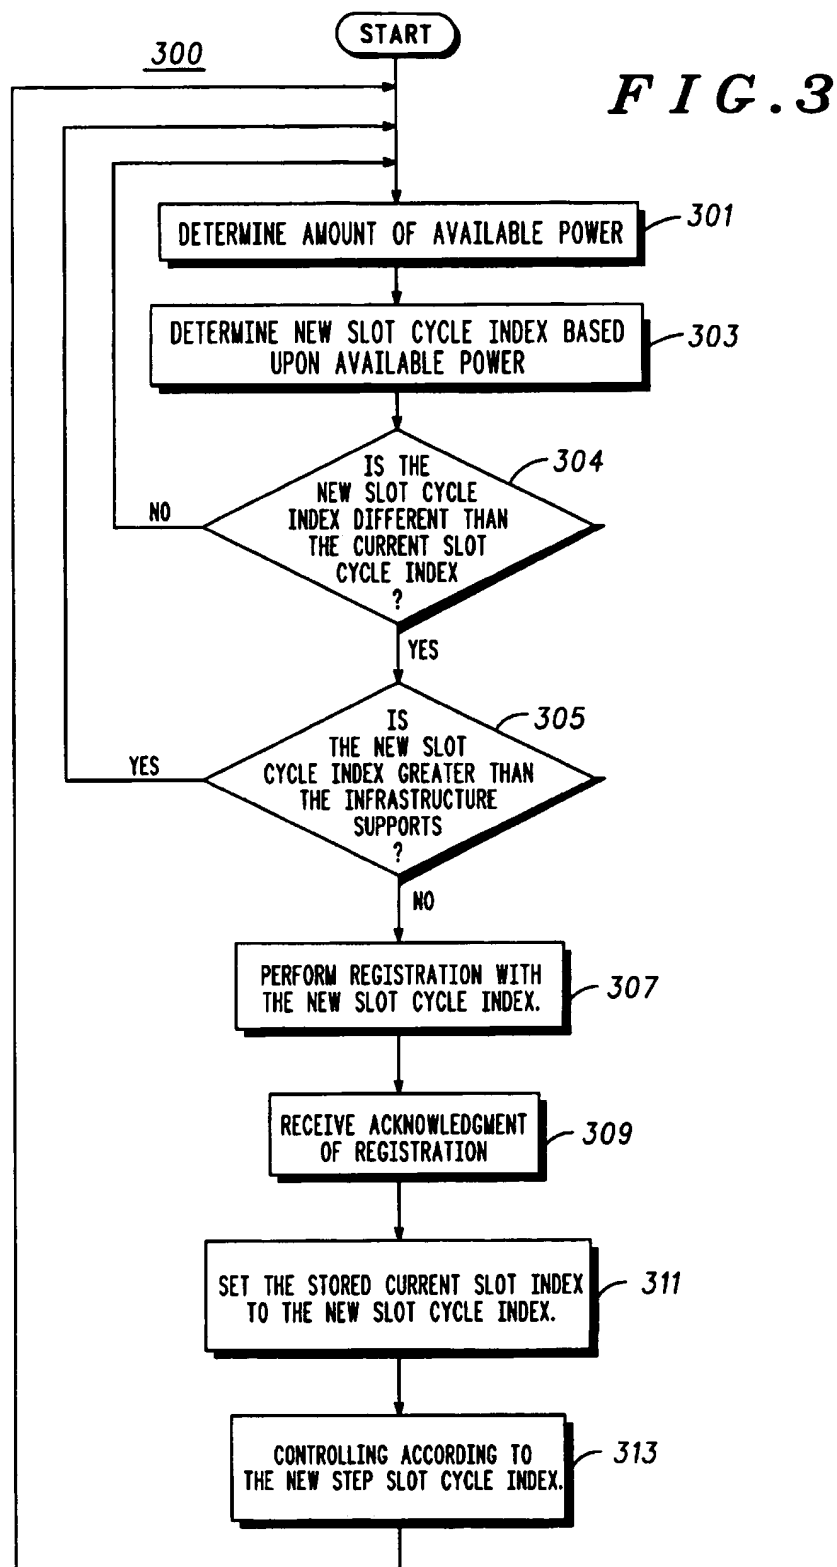 START
300
FIG.3
DETERMINE AMOUNT OF AVAILABLE POWER
301
DETERMINE NEW SLOT CYCLE INDEX BASED
UPON AVAILABLE POWER
303
IS THE
NEW SLOT CYCLE
INDEX DIFFERENT THAN
THE CURRENT SLOT
CYCLE INDEX
?
304
NO
YES
IS
THE NEW SLOT
CYCLE INDEX GREATER THAN
THE INFRASTRUCTURE
SUPPORTS
?
305
YES
NO
PERFORM REGISTRATION WITH
THE NEW SLOT CYCLE INDEX.
307
RECEIVE ACKNOWLEDGMENT
OF REGISTRATION
309
SET THE STORED CURRENT SLOT INDEX
TO THE NEW SLOT CYCLE INDEX.
311
CONTROLLING ACCORDING TO
THE NEW STEP SLOT CYCLE INDEX.
313